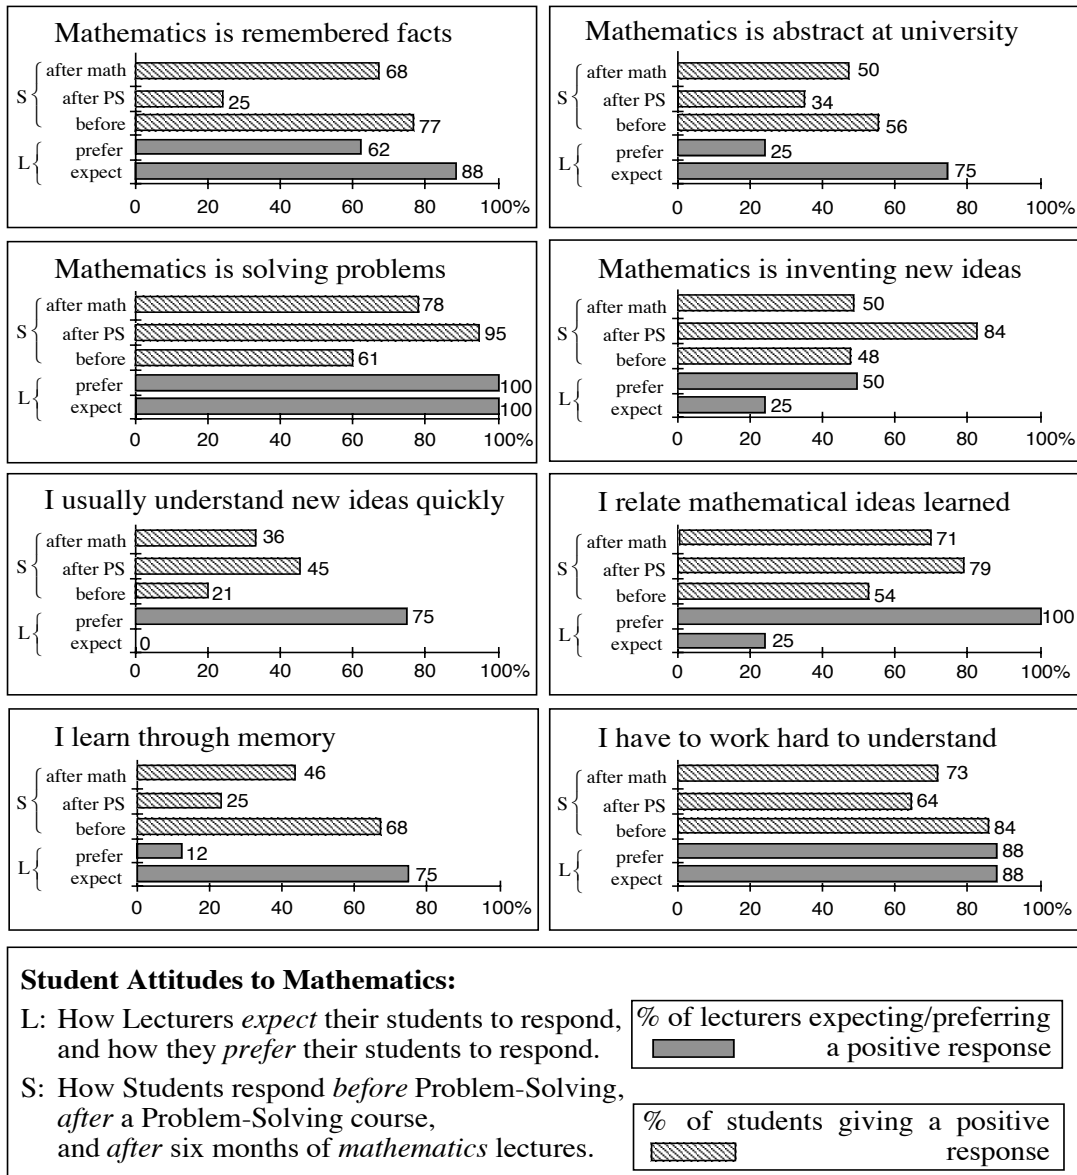 Mathematics is remembered facts
S
after math
68
after PS
25
before
77
L
prefer
62
expect
88
0 20 40 60 80 100%
Mathematics is abstract at university
S
after math
50
after PS
34
before
56
L
prefer
25
expect
75
0 20 40 60 80 100%
Mathematics is solving problems
S
after math
78
after PS
95
before
61
L
prefer
100
expect
100
0 20 40 60 80 100%
Mathematics is inventing new ideas
S
after math
50
after PS
84
before
48
L
prefer
50
expect
25
0 20 40 60 80 100%
I usually understand new ideas quickly
S
after math
36
after PS
45
before
21
L
prefer
75
expect
0
0 20 40 60 80 100%
I relate mathematical ideas learned
S
after math
71
after PS
79
before
54
L
prefer
100
expect
25
0 20 40 60 80 100%
I learn through memory
S
after math
46
after PS
25
before
68
L
prefer
12
expect
75
0 20 40 60 80 100%
I have to work hard to understand
S
after math
73
after PS
64
before
84
L
prefer
88
expect
88
0 20 40 60 80 100%
Student Attitudes to Mathematics:
L: How Lecturers expect their students to respond,
and how they prefer their students to respond.
% of lecturers expecting/preferring
a positive response
S: How Students respond before Problem-Solving,
after a Problem-Solving course,
and after six months of mathematics lectures.
% of students giving a positive
response